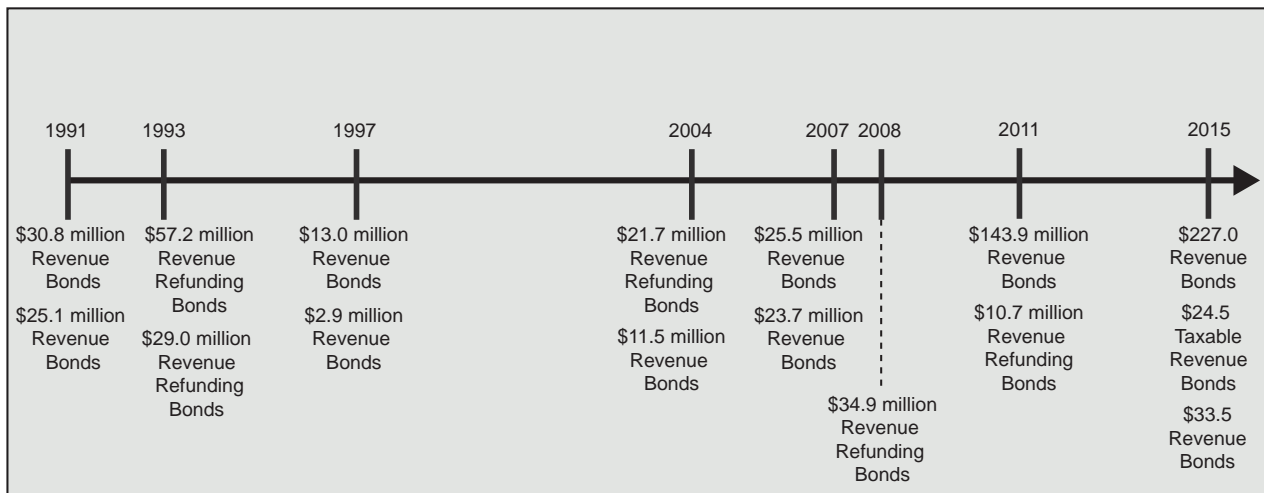 1991
1993
1997
2004
2007
2008
2011
2015
$30.8 million
Revenue
Bonds
$25.1 million
Revenue
Bonds
$57.2 million
Revenue
Refunding
Bonds
$29.0 million
Revenue
Refunding
Bonds
$13.0 million
Revenue
Bonds
$2.9 million
Revenue
Bonds
$21.7 million
Revenue
Refunding
Bonds
$11.5 million
Revenue
Bonds
$25.5 million
Revenue
Bonds
$23.7 million
Revenue
Bonds
$34.9 million
Revenue
Refunding
Bonds
$143.9 million
Revenue
Bonds
$10.7 million
Revenue
Refunding
Bonds
$227.0
Revenue
Bonds
$24.5
Taxable
Revenue
Bonds
$33.5
Revenue
Bonds